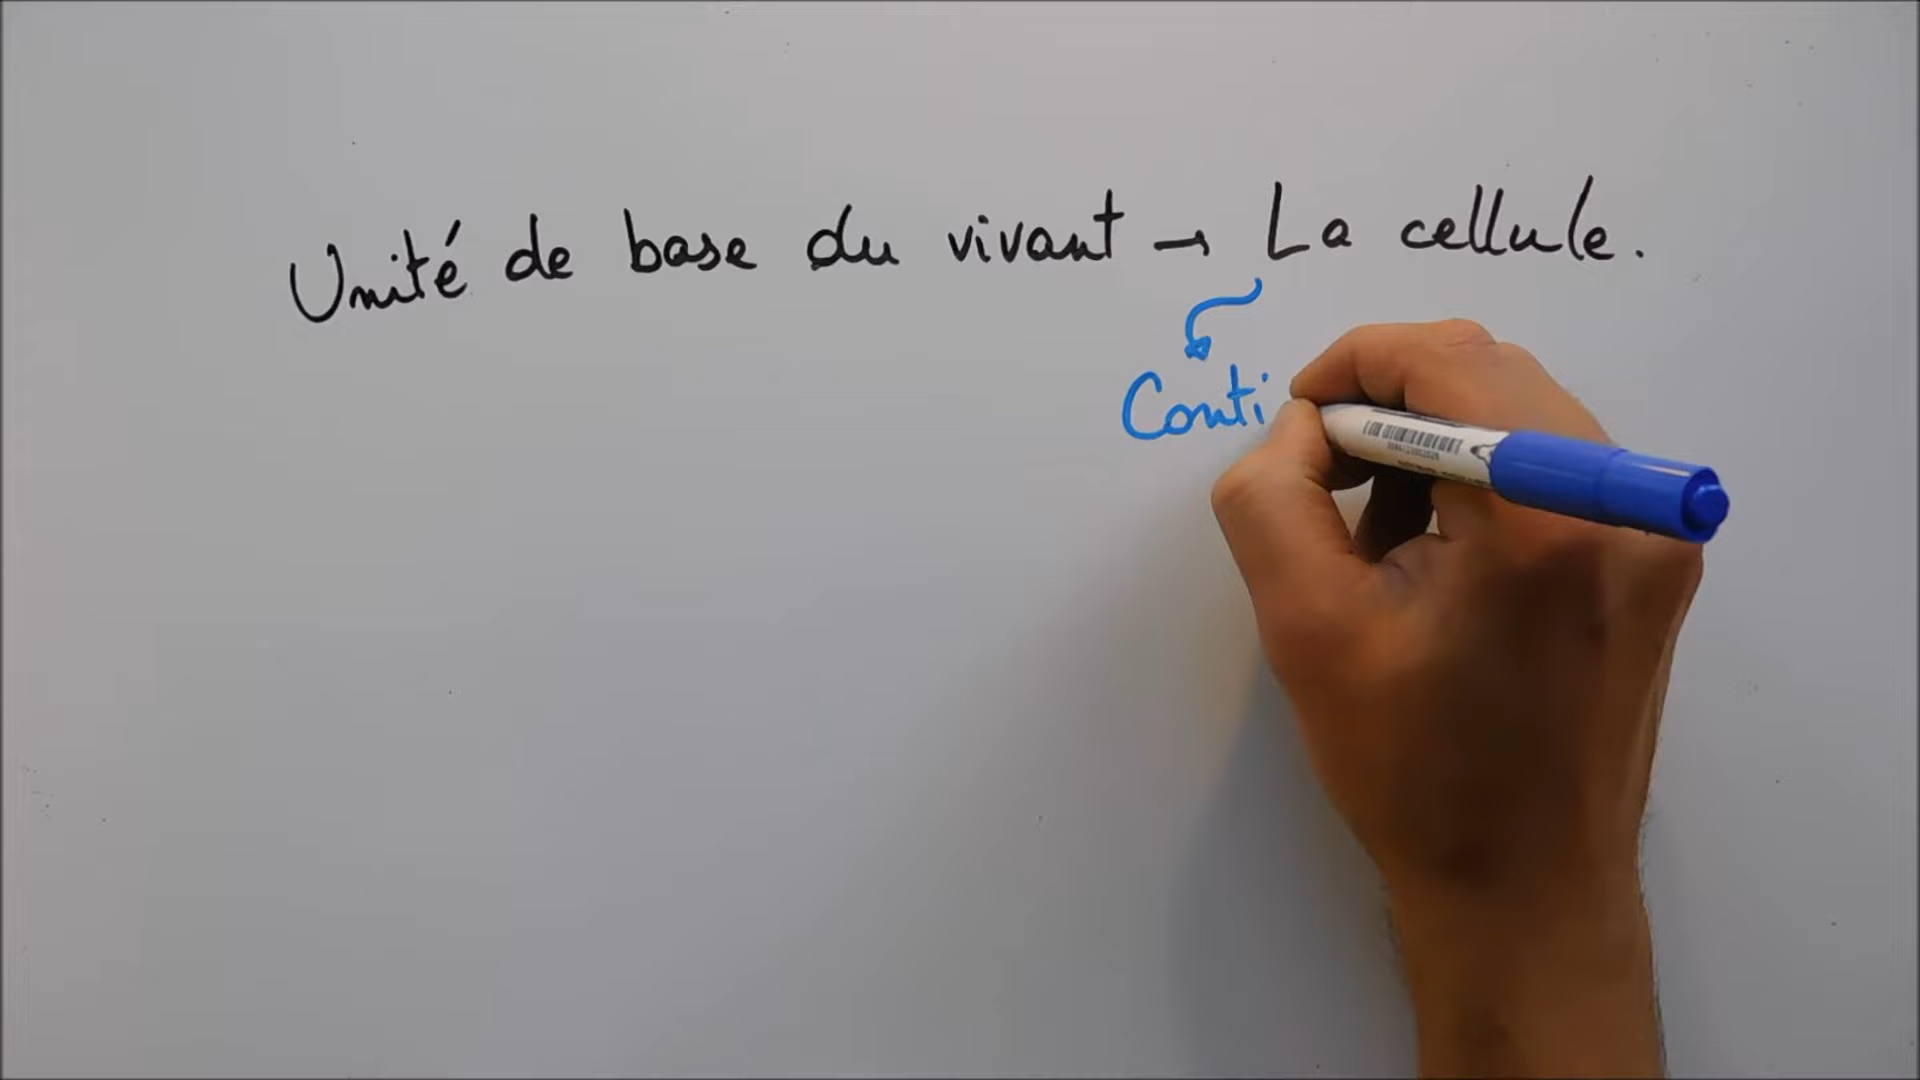 Unité de base du vivant → La cellule.
Conti